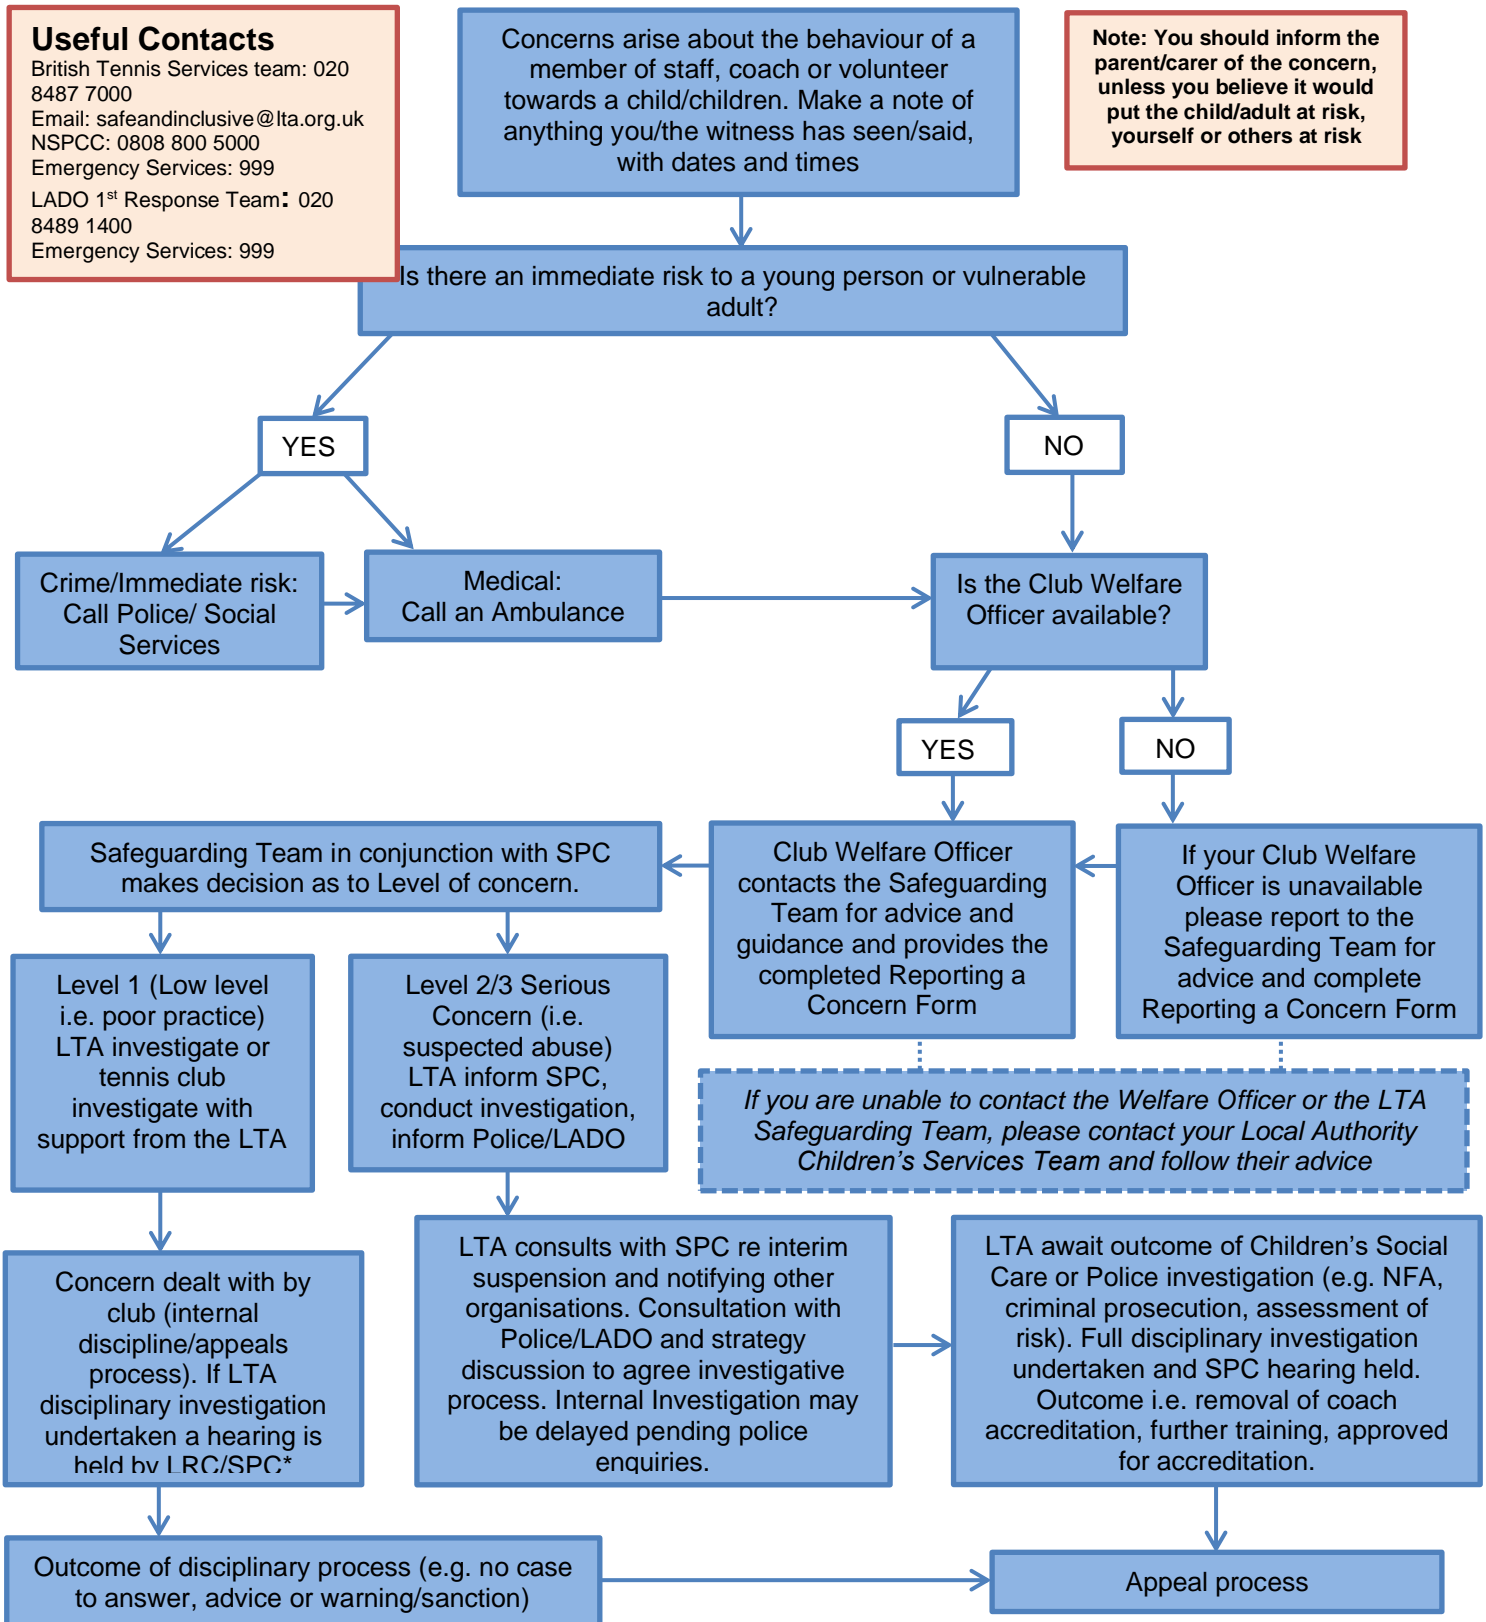 Useful Contacts
British Tennis Services team: 020
8487 7000
Email: safeandinclusive@lta.org.uk
NSPCC: 0808 800 5000
Emergency Services: 999
LADO 1st Response Team: 020
8489 1400
Emergency Services: 999
Concerns arise about the behaviour of a
member of staff, coach or volunteer
towards a child/children. Make a note of
anything you/the witness has seen/said,
with dates and times
Note: You should inform the
parent/carer of the concern,
unless you believe it would
put the child/adult at risk,
yourself or others at risk
Is there an immediate risk to a young person or vulnerable
adult?
YES
NO
Crime/Immediate risk:
Call Police/ Social
Services
Medical:
Call an Ambulance
Is the Club Welfare
Officer available?
YES
NO
Safeguarding Team in conjunction with SPC
makes decision as to Level of concern.
Club Welfare Officer
contacts the Safeguarding
Team for advice and
guidance and provides the
completed Reporting a
Concern Form
If your Club Welfare
Officer is unavailable
please report to the
Safeguarding Team for
advice and complete
Reporting a Concern Form
Level 1 (Low level
i.e. poor practice)
LTA investigate or
tennis club
investigate with
support from the LTA
Level 2/3 Serious
Concern (i.e.
suspected abuse)
LTA inform SPC,
conduct investigation,
inform Police/LADO
If you are unable to contact the Welfare Officer or the LTA
Safeguarding Team, please contact your Local Authority
Children’s Services Team and follow their advice
Concern dealt with by
club (internal
discipline/appeals
process). If LTA
disciplinary investigation
undertaken a hearing is
held by LRC/SPC*
LTA consults with SPC re interim
suspension and notifying other
organisations. Consultation with
Police/LADO and strategy
discussion to agree investigative
process. Internal Investigation may
be delayed pending police
enquiries.
LTA await outcome of Children’s Social
Care or Police investigation (e.g. NFA,
criminal prosecution, assessment of
risk). Full disciplinary investigation
undertaken and SPC hearing held.
Outcome i.e. removal of coach
accreditation, further training, approved
for accreditation.
Outcome of disciplinary process (e.g. no case
to answer, advice or warning/sanction)
Appeal process